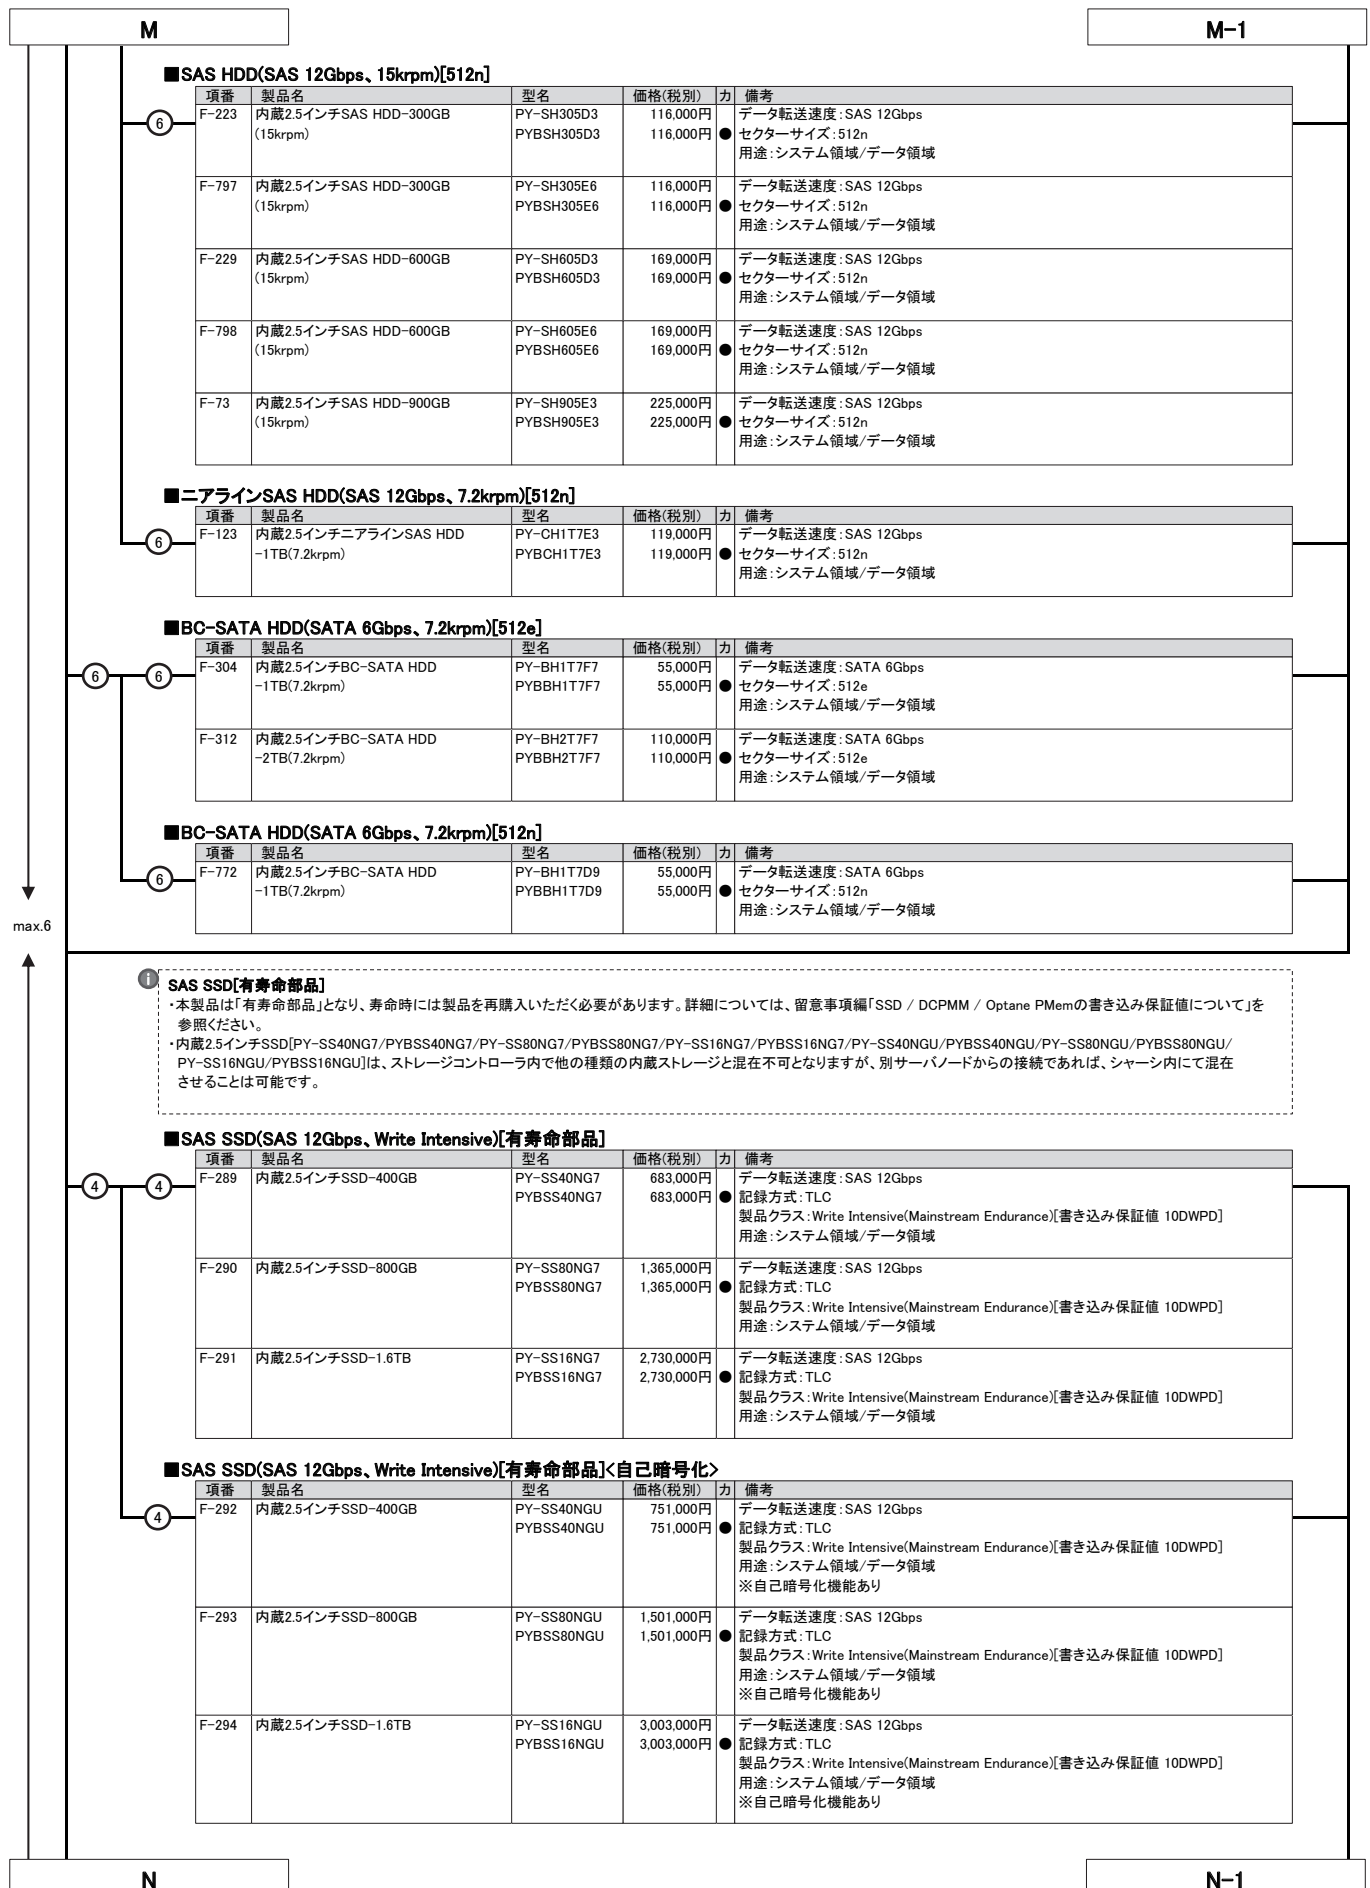 M
M-1
■SAS HDD(SAS 12Gbps、15krpm)[512n]
項番 製品名 型名 価格(税別) カ 備考
6
F-223 内蔵2.5インチSAS HDD-300GB PY-SH305D3 116,000円 データ転送速度:SAS 12Gbps
(15krpm) PYBSH305D3 116,000円 ● セクターサイズ:512n
用途:システム領域/データ領域
F-797 内蔵2.5インチSAS HDD-300GB PY-SH305E6 116,000円 データ転送速度:SAS 12Gbps
(15krpm) PYBSH305E6 116,000円 ● セクターサイズ:512n
用途:システム領域/データ領域
F-229 内蔵2.5インチSAS HDD-600GB PY-SH605D3 169,000円 データ転送速度:SAS 12Gbps
(15krpm) PYBSH605D3 169,000円 ● セクターサイズ:512n
用途:システム領域/データ領域
F-798 内蔵2.5インチSAS HDD-600GB PY-SH605E6 169,000円 データ転送速度:SAS 12Gbps
(15krpm) PYBSH605E6 169,000円 ● セクターサイズ:512n
用途:システム領域/データ領域
F-73 内蔵2.5インチSAS HDD-900GB PY-SH905E3 225,000円 データ転送速度:SAS 12Gbps
(15krpm) PYBSH905E3 225,000円 ● セクターサイズ:512n
用途:システム領域/データ領域
■ニアラインSAS HDD(SAS 12Gbps、7.2krpm)[512n]
項番 製品名 型名 価格(税別) カ 備考
6
F-123 内蔵2.5インチニアラインSAS HDD PY-CH1T7E3 119,000円 データ転送速度:SAS 12Gbps
-1TB(7.2krpm) PYBCH1T7E3 119,000円 ● セクターサイズ:512n
用途:システム領域/データ領域
■BC-SATA HDD(SATA 6Gbps、7.2krpm)[512e]
項番 製品名 型名 価格(税別) カ 備考
6 6
F-304 内蔵2.5インチBC-SATA HDD PY-BH1T7F7 55,000円 データ転送速度:SATA 6Gbps
-1TB(7.2krpm) PYBBH1T7F7 55,000円 ● セクターサイズ:512e
用途:システム領域/データ領域
F-312 内蔵2.5インチBC-SATA HDD PY-BH2T7F7 110,000円 データ転送速度:SATA 6Gbps
-2TB(7.2krpm) PYBBH2T7F7 110,000円 ● セクターサイズ:512e
用途:システム領域/データ領域
■BC-SATA HDD(SATA 6Gbps、7.2krpm)[512n]
項番 製品名 型名 価格(税別) カ 備考
6
F-772 内蔵2.5インチBC-SATA HDD PY-BH1T7D9 55,000円 データ転送速度:SATA 6Gbps
-1TB(7.2krpm) PYBBH1T7D9 55,000円 ● セクターサイズ:512n
用途:システム領域/データ領域
max.6
i
SAS SSD[有寿命部品]
・本製品は「有寿命部品」となり、寿命時には製品を再購入いただく必要があります。詳細については、留意事項編「SSD / DCPMM / Optane PMemの書き込み保証値について」を
参照ください。
・内蔵2.5インチSSD[PY-SS40NG7/PYBSS40NG7/PY-SS80NG7/PYBSS80NG7/PY-SS16NG7/PYBSS16NG7/PY-SS40NGU/PYBSS40NGU/PY-SS80NGU/PYBSS80NGU/
PY-SS16NGU/PYBSS16NGU]は、ストレージコントローラ内で他の種類の内蔵ストレージと混在不可となりますが、別サーバノードからの接続であれば、シャーシ内にて混在
させることは可能です。
■SAS SSD(SAS 12Gbps、Write Intensive)[有寿命部品]
項番 製品名 型名 価格(税別) カ 備考
4 4
F-289 内蔵2.5インチSSD-400GB PY-SS40NG7 683,000円 データ転送速度:SAS 12Gbps
PYBSS40NG7 683,000円 ● 記録方式:TLC
製品クラス:Write Intensive(Mainstream Endurance)[書き込み保証値 10DWPD]
用途:システム領域/データ領域
F-290 内蔵2.5インチSSD-800GB PY-SS80NG7 1,365,000円 データ転送速度:SAS 12Gbps
PYBSS80NG7 1,365,000円 ● 記録方式:TLC
製品クラス:Write Intensive(Mainstream Endurance)[書き込み保証値 10DWPD]
用途:システム領域/データ領域
F-291 内蔵2.5インチSSD-1.6TB PY-SS16NG7 2,730,000円 データ転送速度:SAS 12Gbps
PYBSS16NG7 2,730,000円 ● 記録方式:TLC
製品クラス:Write Intensive(Mainstream Endurance)[書き込み保証値 10DWPD]
用途:システム領域/データ領域
■SAS SSD(SAS 12Gbps、Write Intensive)[有寿命部品]<自己暗号化>
項番 製品名 型名 価格(税別) カ 備考
4
F-292 内蔵2.5インチSSD-400GB PY-SS40NGU 751,000円 データ転送速度:SAS 12Gbps
PYBSS40NGU 751,000円 ● 記録方式:TLC
製品クラス:Write Intensive(Mainstream Endurance)[書き込み保証値 10DWPD]
用途:システム領域/データ領域
※自己暗号化機能あり
F-293 内蔵2.5インチSSD-800GB PY-SS80NGU 1,501,000円 データ転送速度:SAS 12Gbps
PYBSS80NGU 1,501,000円 ● 記録方式:TLC
製品クラス:Write Intensive(Mainstream Endurance)[書き込み保証値 10DWPD]
用途:システム領域/データ領域
※自己暗号化機能あり
F-294 内蔵2.5インチSSD-1.6TB PY-SS16NGU 3,003,000円 データ転送速度:SAS 12Gbps
PYBSS16NGU 3,003,000円 ● 記録方式:TLC
製品クラス:Write Intensive(Mainstream Endurance)[書き込み保証値 10DWPD]
用途:システム領域/データ領域
※自己暗号化機能あり
N
N-1